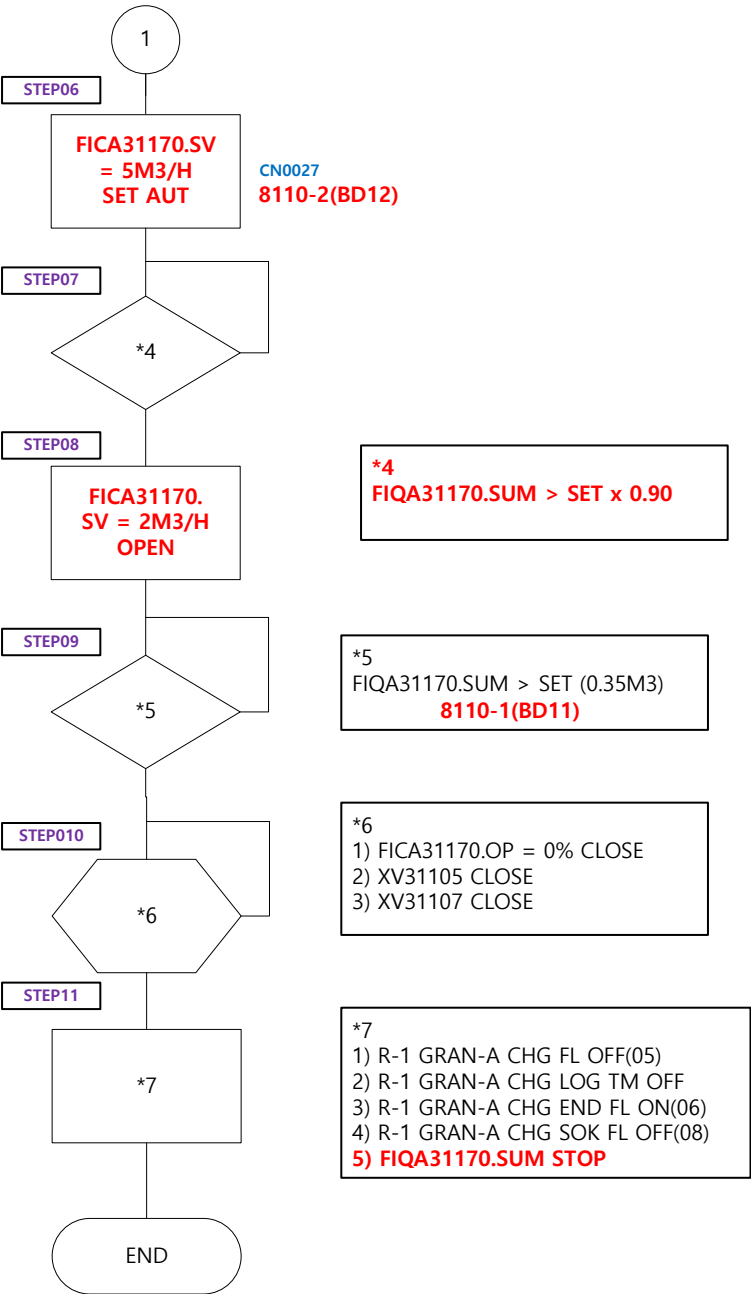 1
STEP06
FICA31170.SV
= 5M3/H
SET AUT
CN0027
8110-2(BD12)
STEP07
*4
STEP08
FICA31170.
SV = 2M3/H
OPEN
*4
FIQA31170.SUM > SET x 0.90
STEP09
*5
*5
FIQA31170.SUM > SET (0.35M3)
8110-1(BD11)
STEP010
*6
*6
1) FICA31170.OP = 0% CLOSE
2) XV31105 CLOSE
3) XV31107 CLOSE
STEP11
*7
*7
1) R-1 GRAN-A CHG FL OFF(05)
2) R-1 GRAN-A CHG LOG TM OFF
3) R-1 GRAN-A CHG END FL ON(06)
4) R-1 GRAN-A CHG SOK FL OFF(08)
5) FIQA31170.SUM STOP
END